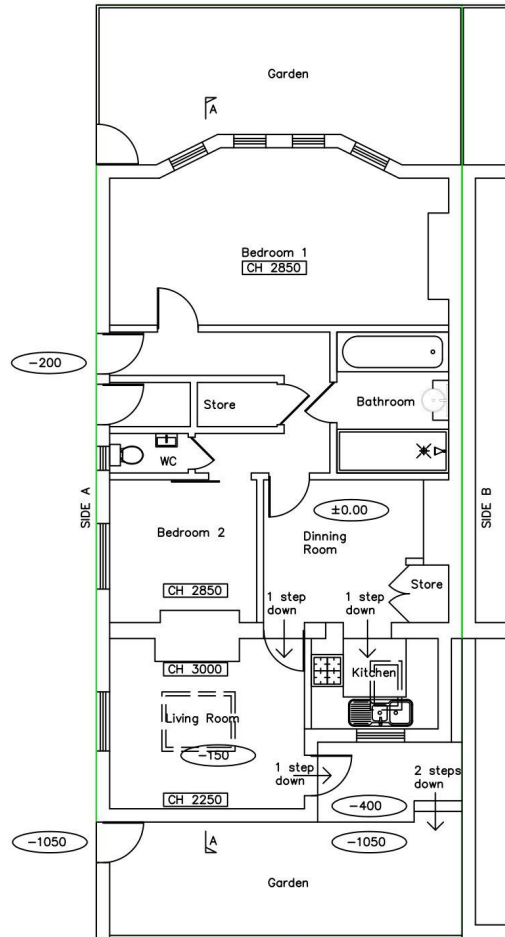 Garden
A
Bedroom 1
CH 2850
-200
Store
Bathroom
WC
SIDE A
SIDE B
±0.00
Bedroom 2
Dinning
Room
Store
CH 2850
1 step
down
1 step
down
CH 3000
Kitchen
Living Room
-150
1 step
down
2 steps
down
CH 2250
-400
-1050
A
-1050
Garden